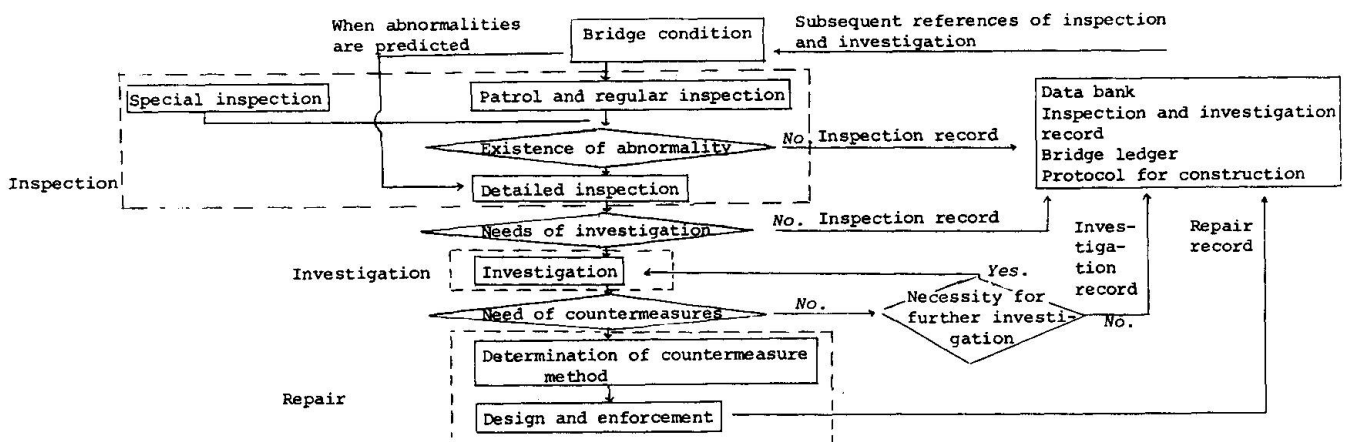 When abnormalities
are predicted
Bridge condition
Subsequent references of inspection
and investigation
Special inspection
Patrol and regular inspection
Data bank
Inspection and investigation
record
Bridge ledger
Protocol for construction
Existence of abnormality
No. Inspection record
Inspection
Detailed inspection
Needs of investigation
No. Inspection record
Inves-
tiga-
tion
record
Repair
record
Investigation
Investigation
Yes.
Need of countermeasures
No.
Necessity for
further investi-
gation
No.
Determination of countermeasure
method
Repair
Design and enforcement